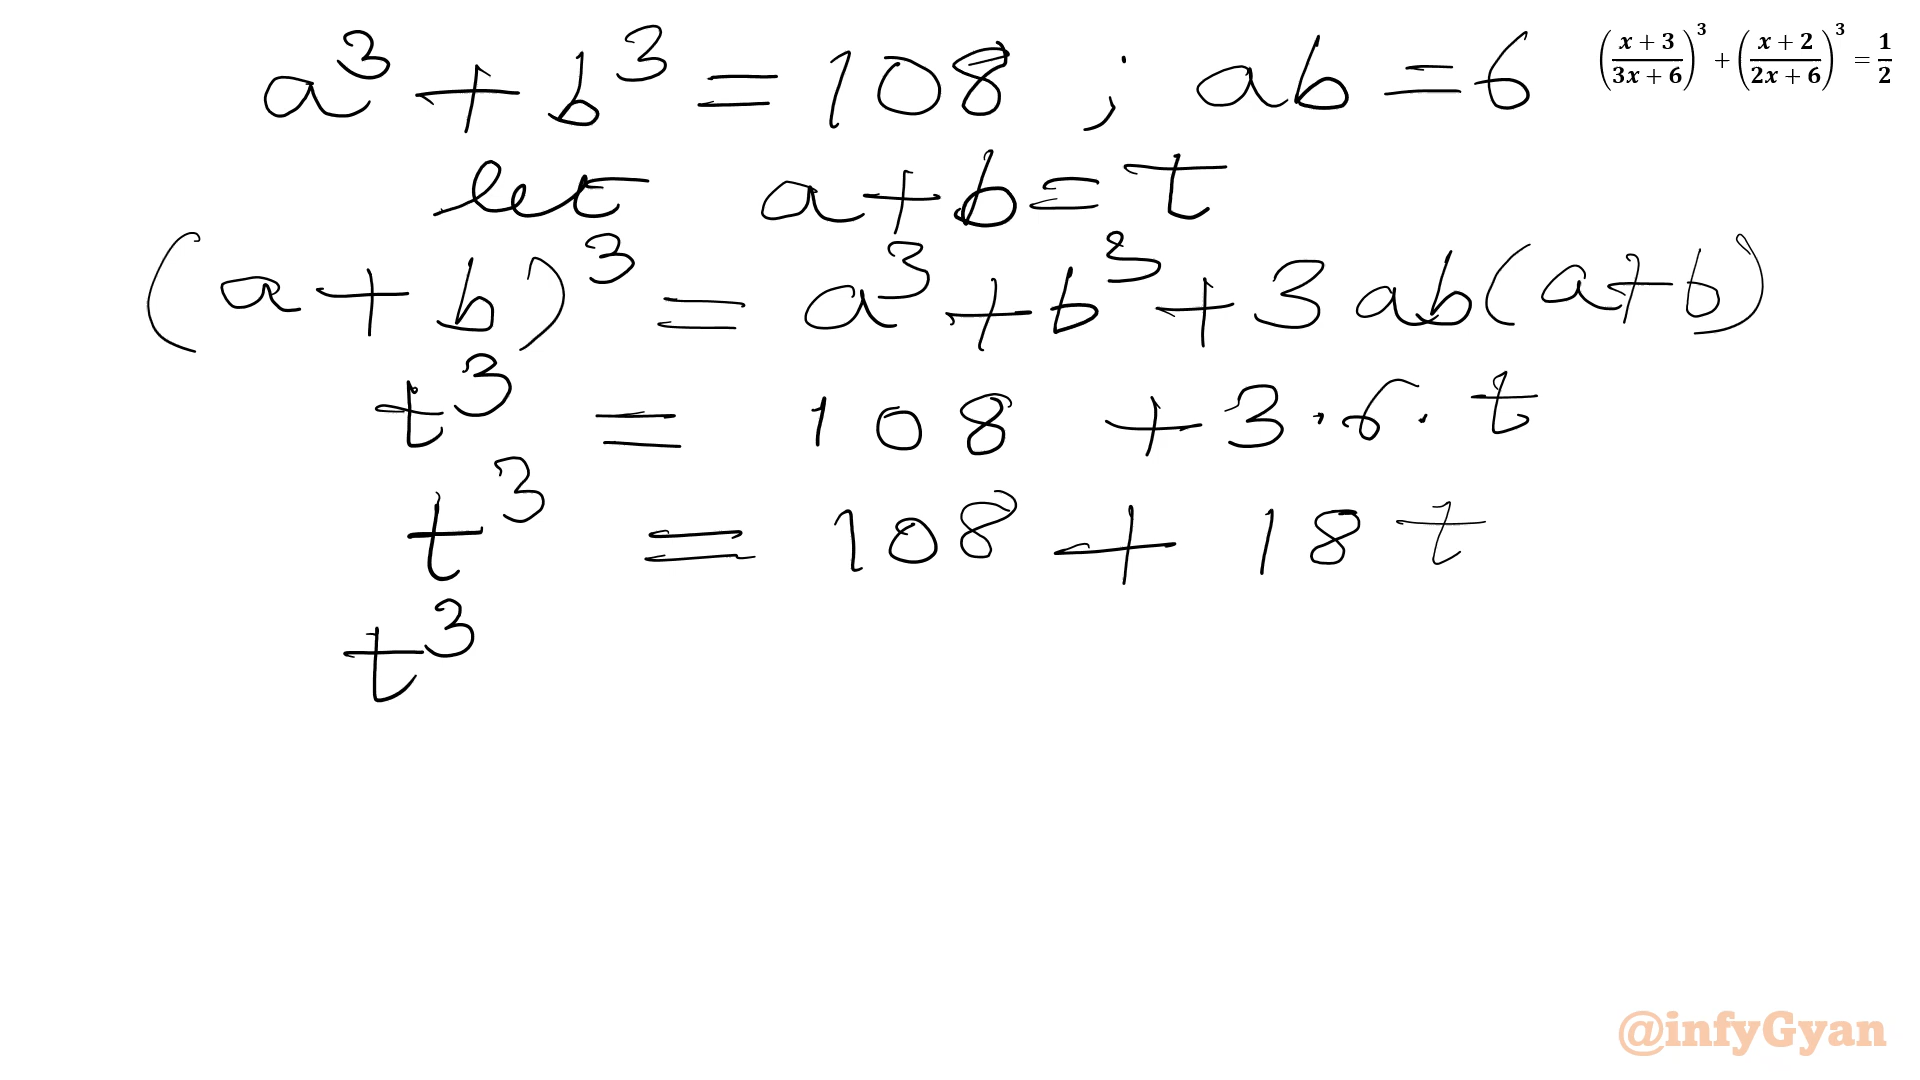 a³ + b³ = 108 ; ab = 6
(x + 3 / 3x + 6)³ + (x + 2 / 2x + 6)³ = 1/2
let a + b = t
(a + b)³ = a³ + b³ + 3ab(a + b)
t³ = 108 + 3 · 6 · t
t³ = 108 + 18t
t³
@infyGyan